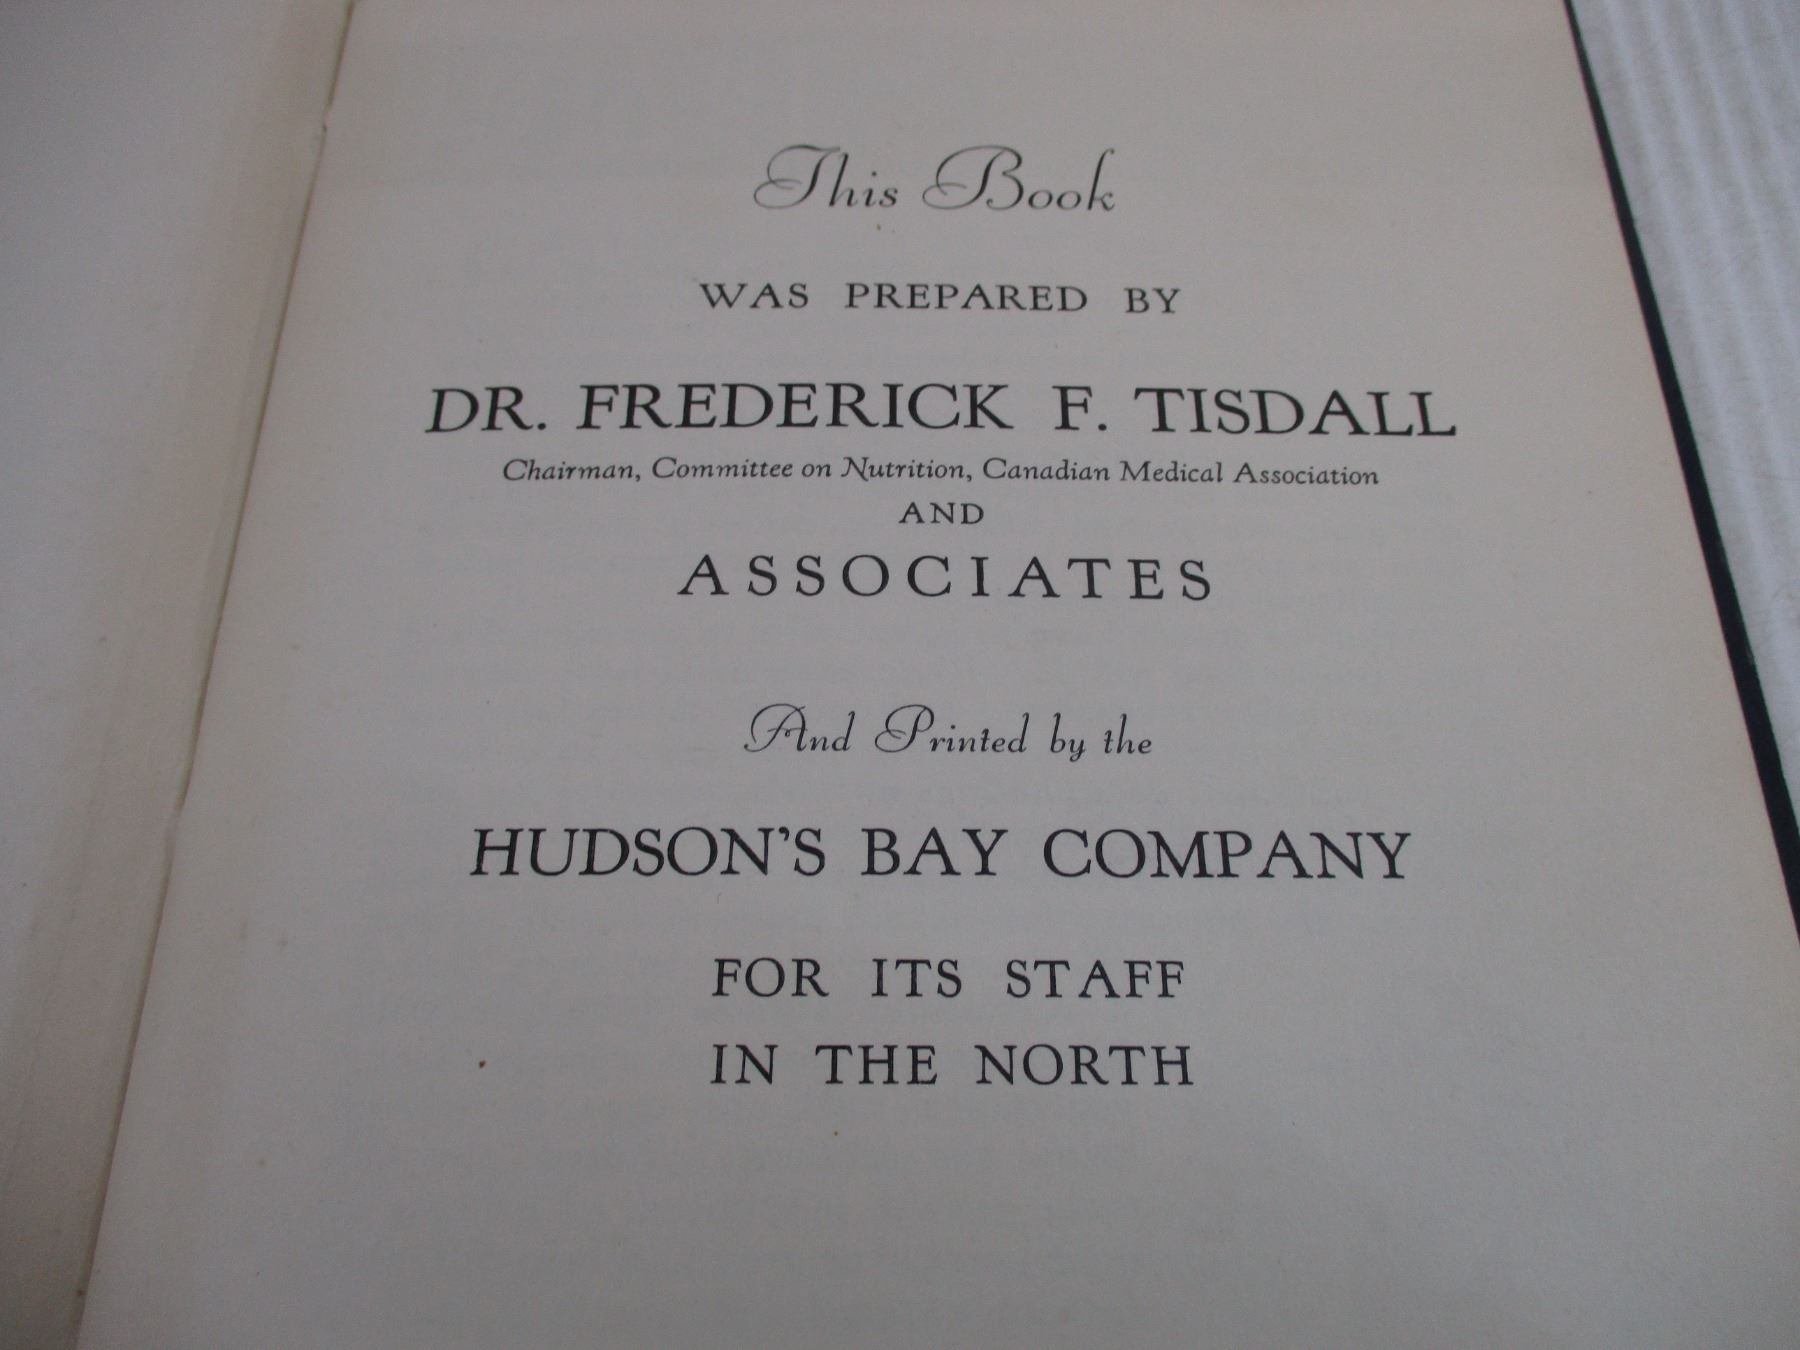 This Book
WAS PREPARED BY
DR. FREDERICK F. TISDALL
Chairman, Committee on Nutrition, Canadian Medical Association
AND
ASSOCIATES
And Printed by the
HUDSON'S BAY COMPANY
FOR ITS STAFF
IN THE NORTH